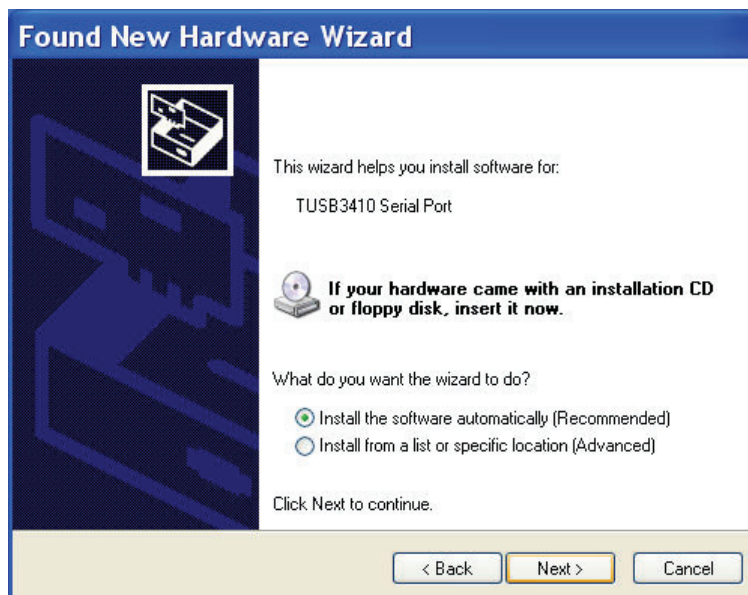 Found New Hardware Wizard
This wizard helps you install software for:
TUSB3410 Serial Port
If your hardware came with an installation CD
or floppy disk, insert it now.
What do you want the wizard to do?
Install the software automatically (Recommended)
Install from a list or specific location (Advanced)
Click Next to continue.
< Back Next > Cancel